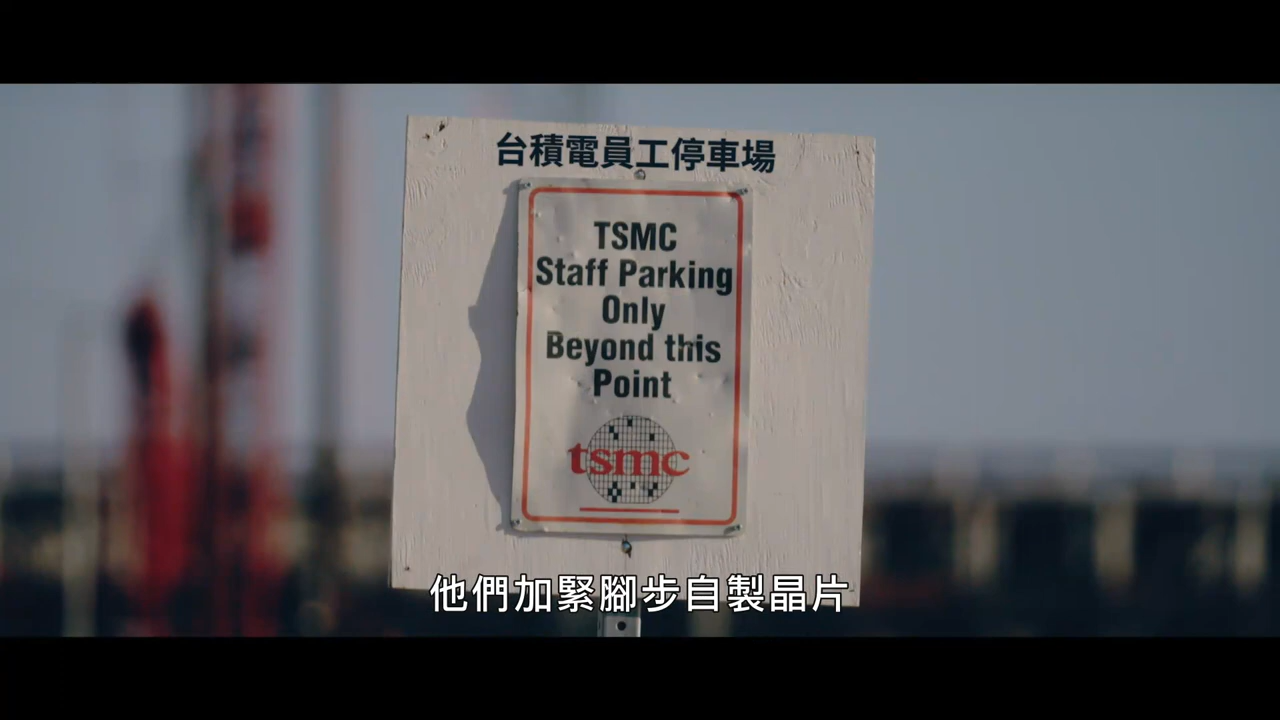 台積電員工停車場
TSMC
Staff Parking
Only
Beyond this
Point
tsmc
他們加緊腳步自製晶片